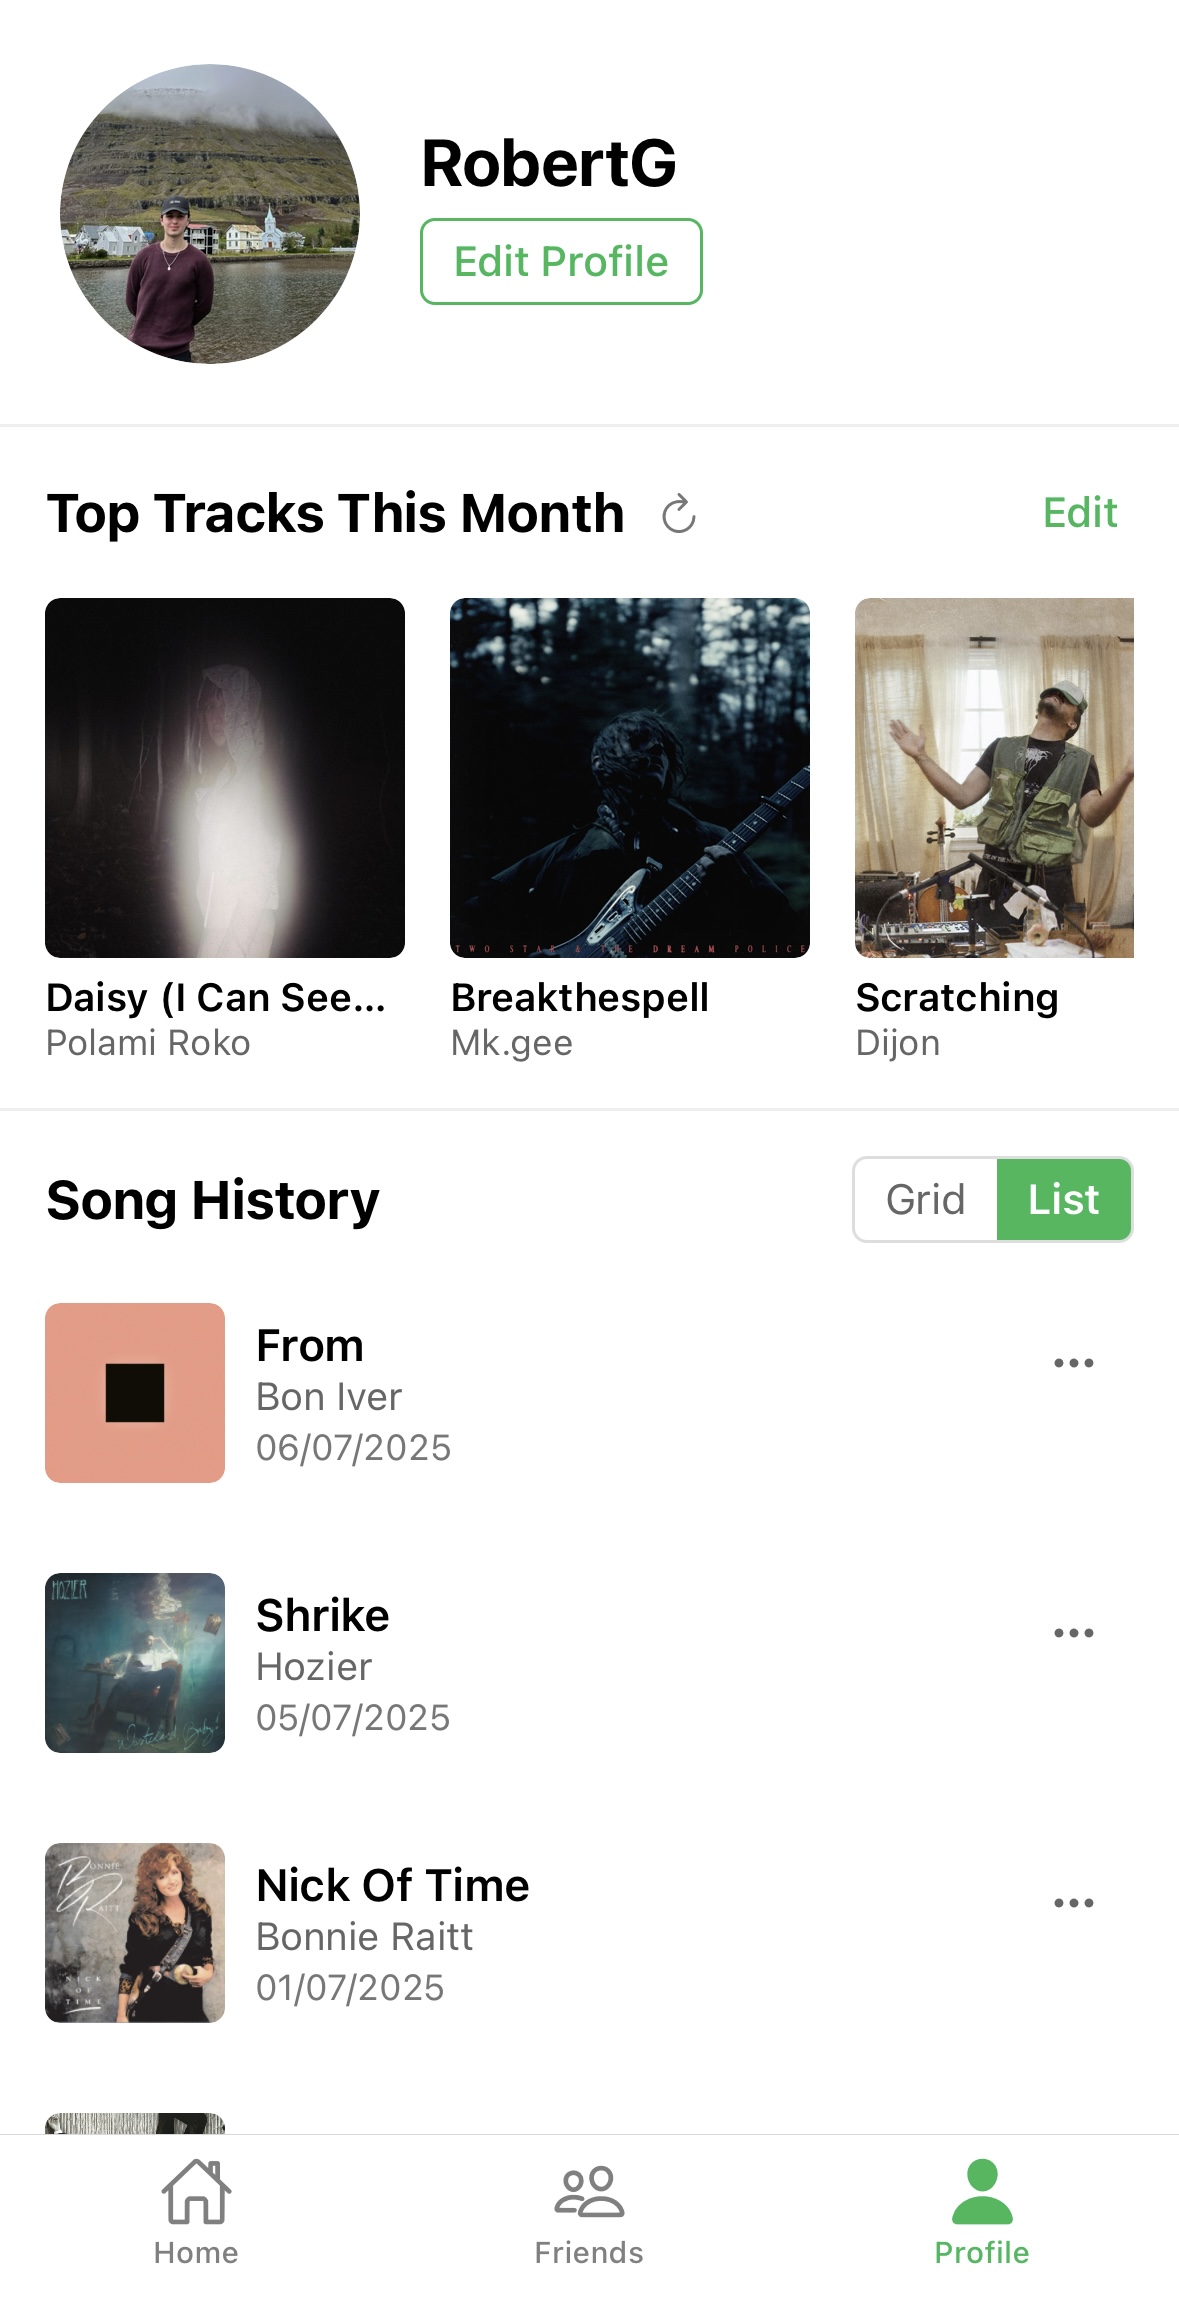 RobertG
Edit Profile
Top Tracks This Month
Edit
TWO STAR & THE DREAM POLICE
Daisy (I Can See...
Polami Roko
Breakthespell
Mk.gee
Scratching
Dijon
Song History
Grid
List
From
Bon Iver
06/07/2025
HOZIER
Wasteland, Baby!
Shrike
Hozier
05/07/2025
BONNIE
RAITT
NICK
OF
TIME
Nick Of Time
Bonnie Raitt
01/07/2025
Home
Friends
Profile